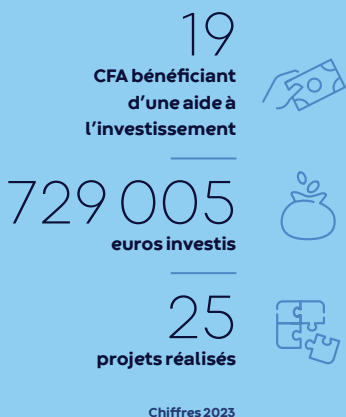 19
CFA bénéficiant
d'une aide à
l'investissement
729 005
euros investis
25
projets réalisés
Chiffres 2023